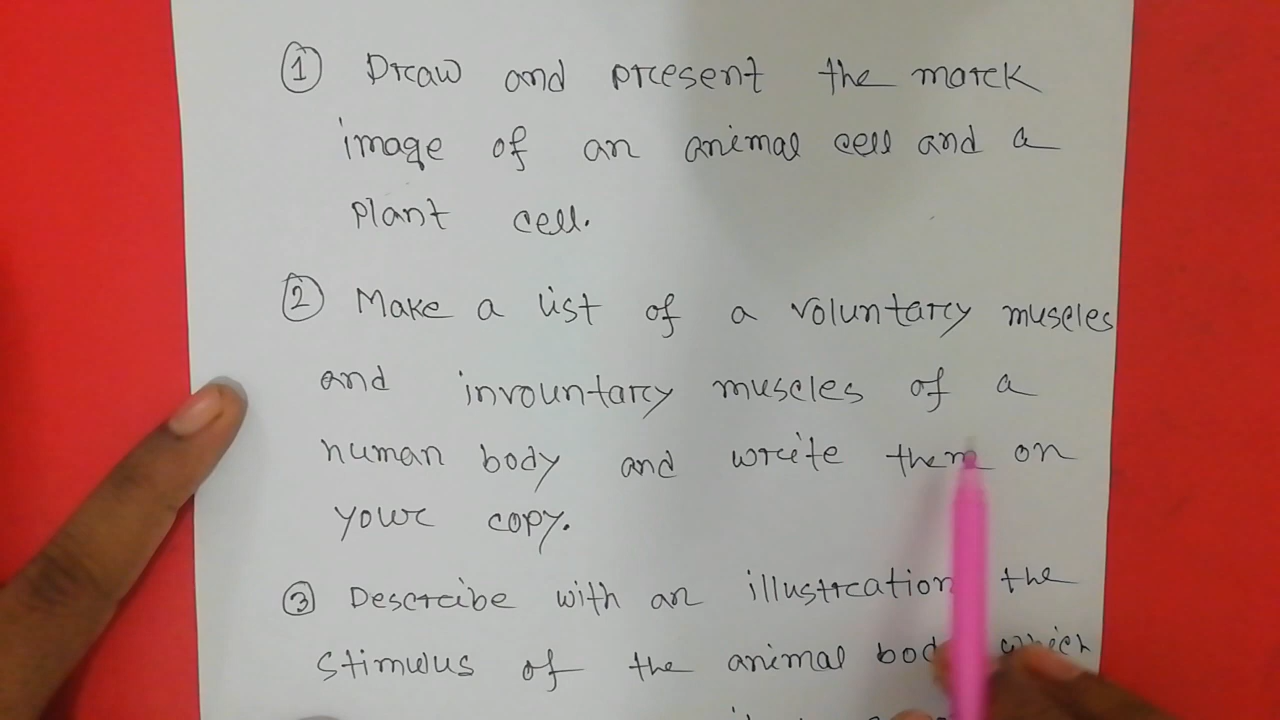 ① Draw and present the mark
image of an animal cell and a
plant cell.
② Make a list of a voluntary muscles
and invountary muscles of a
human body and write them on
your copy.
③ Describe with an illustration the
stimulus of the animal body which